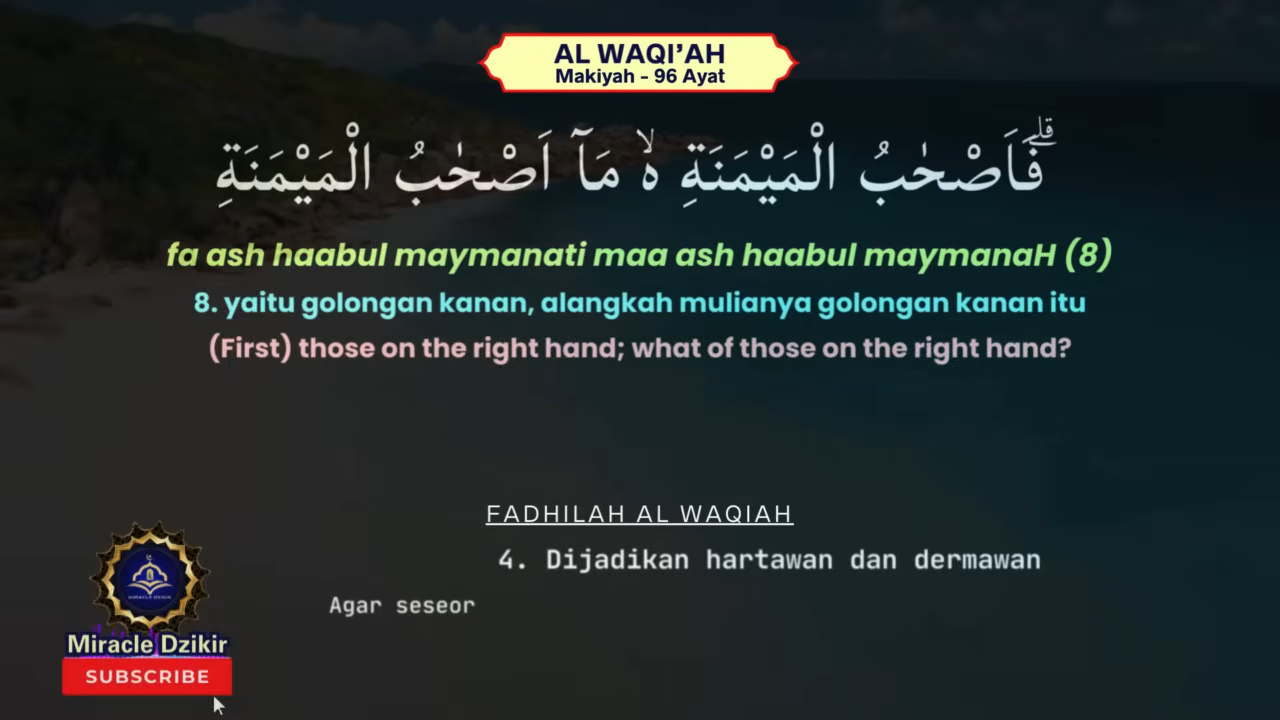 AL WAQI’AH
Makiyah - 96 Ayat
فَاَصْحٰبُ الْمَيْمَنَةِ ەۙ مَآ اَصْحٰبُ الْمَيْمَنَةِۗ
fa ash haabul maymanati maa ash haabul maymanaH (8)
8. yaitu golongan kanan, alangkah mulianya golongan kanan itu
(First) those on the right hand; what of those on the right hand?
FADHILAH AL WAQIAH
4. Dijadikan hartawan dan dermawan
Agar seseor
MIRACLE DZIKIR
Miracle Dzikir
SUBSCRIBE